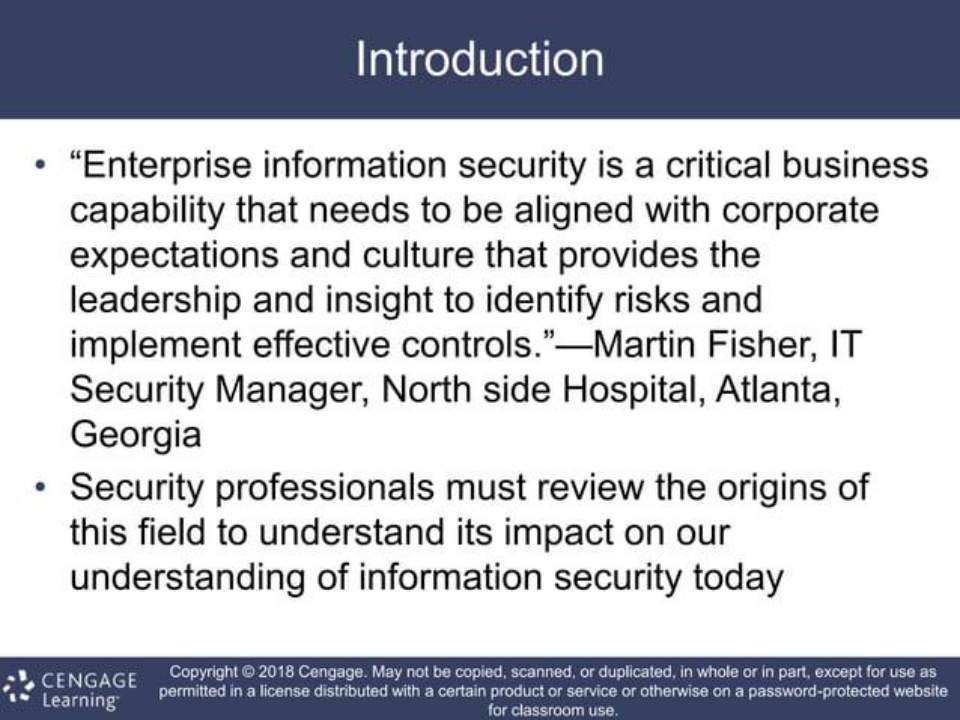 Introduction
• “Enterprise information security is a critical business
capability that needs to be aligned with corporate
expectations and culture that provides the
leadership and insight to identify risks and
implement effective controls.”—Martin Fisher, IT
Security Manager, North side Hospital, Atlanta,
Georgia
• Security professionals must review the origins of
this field to understand its impact on our
understanding of information security today
CENGAGE
Learning™
Copyright © 2018 Cengage. May not be copied, scanned, or duplicated, in whole or in part, except for use as
permitted in a license distributed with a certain product or service or otherwise on a password-protected website
for classroom use.